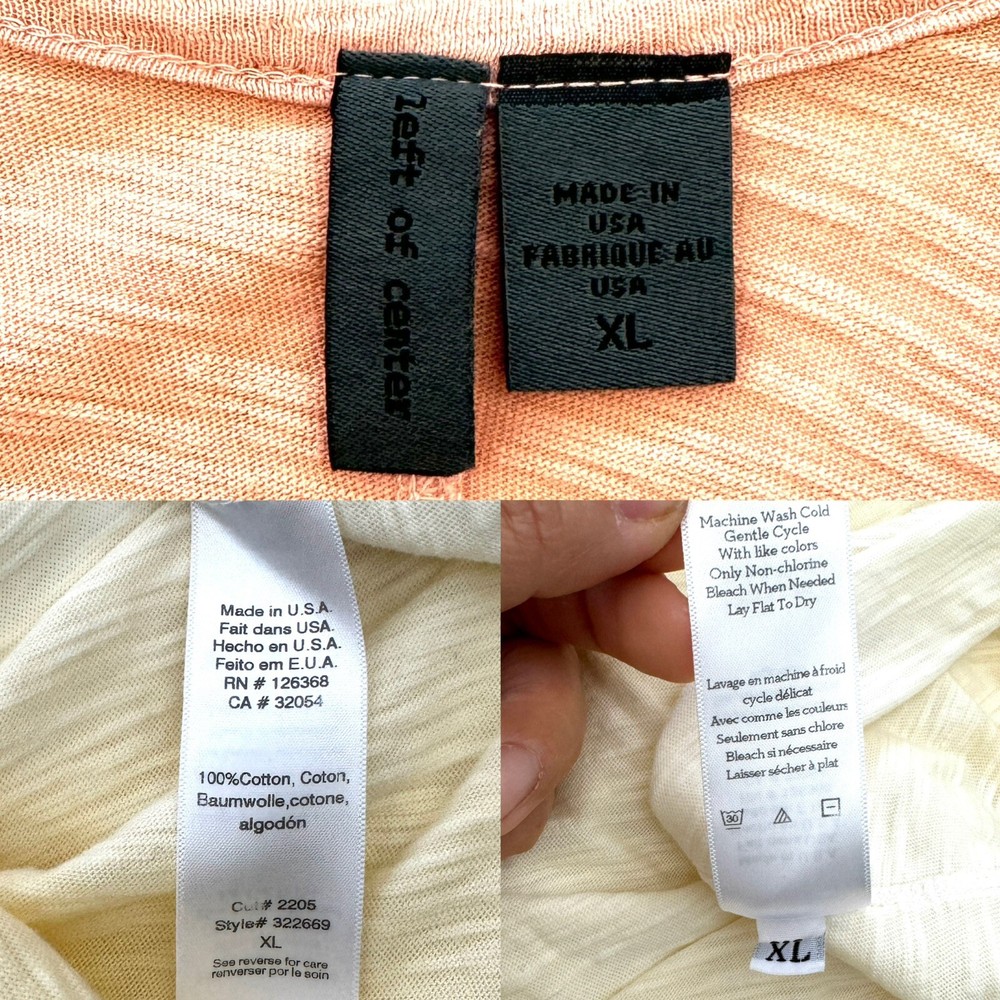 left of center
MADE IN
USA
FABRIQUE AU
USA
XL
Made in U.S.A.
Fait dans USA.
Hecho en U.S.A.
Feito em E.U.A.
RN # 126368
CA # 32054
100%Cotton, Coton,
Baumwolle,cotone,
algodón
Cut# 2205
Style# 322669
XL
See reverse for care
renverser por le soin
Machine Wash Cold
Gentle Cycle
With like colors
Only Non-chlorine
Bleach When Needed
Lay Flat To Dry
Lavage en machine à froid
cycle délicat
Avec comme les couleurs
Seulement sans chlore
Bleach si nécessaire
Laisser sécher à plat
30
XL